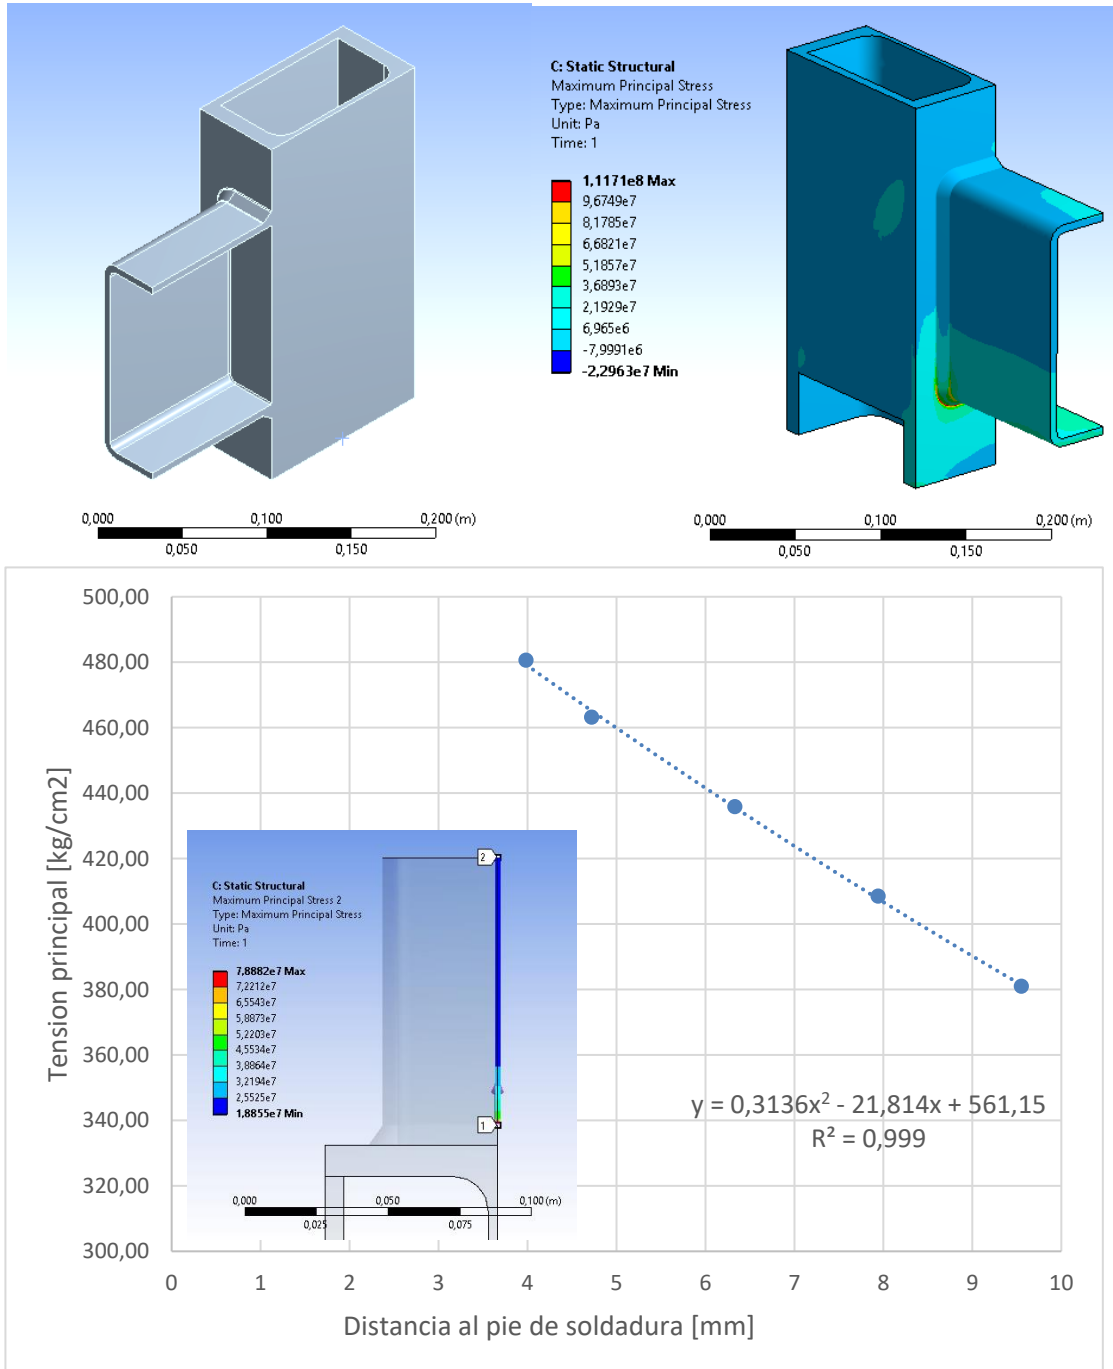 C: Static Structural
Maximum Principal Stress
Type: Maximum Principal Stress
Unit: Pa
Time: 1
1,1171e8 Max
9,6749e7
8,1785e7
6,6821e7
5,1857e7
3,6893e7
2,1929e7
6,965e6
-7,9991e6
-2,2963e7 Min
0,000
0,100
0,200 (m)
0,050
0,150
0,000
0,100
0,200 (m)
0,050
0,150
500,00
480,00
460,00
440,00
420,00
400,00
380,00
360,00
340,00
320,00
300,00
Tension principal [kg/cm2]
C: Static Structural
Maximum Principal Stress 2
Type: Maximum Principal Stress
Unit: Pa
Time: 1
7,8882e7 Max
7,2212e7
6,5543e7
5,8873e7
5,2203e7
4,5534e7
3,8864e7
3,2194e7
2,5525e7
1,8855e7 Min
2
1
0,000
0,050
0,100 (m)
0,025
0,075
y = 0,3136x² - 21,814x + 561,15
R² = 0,999
0 1 2 3 4 5 6 7 8 9 10
Distancia al pie de soldadura [mm]